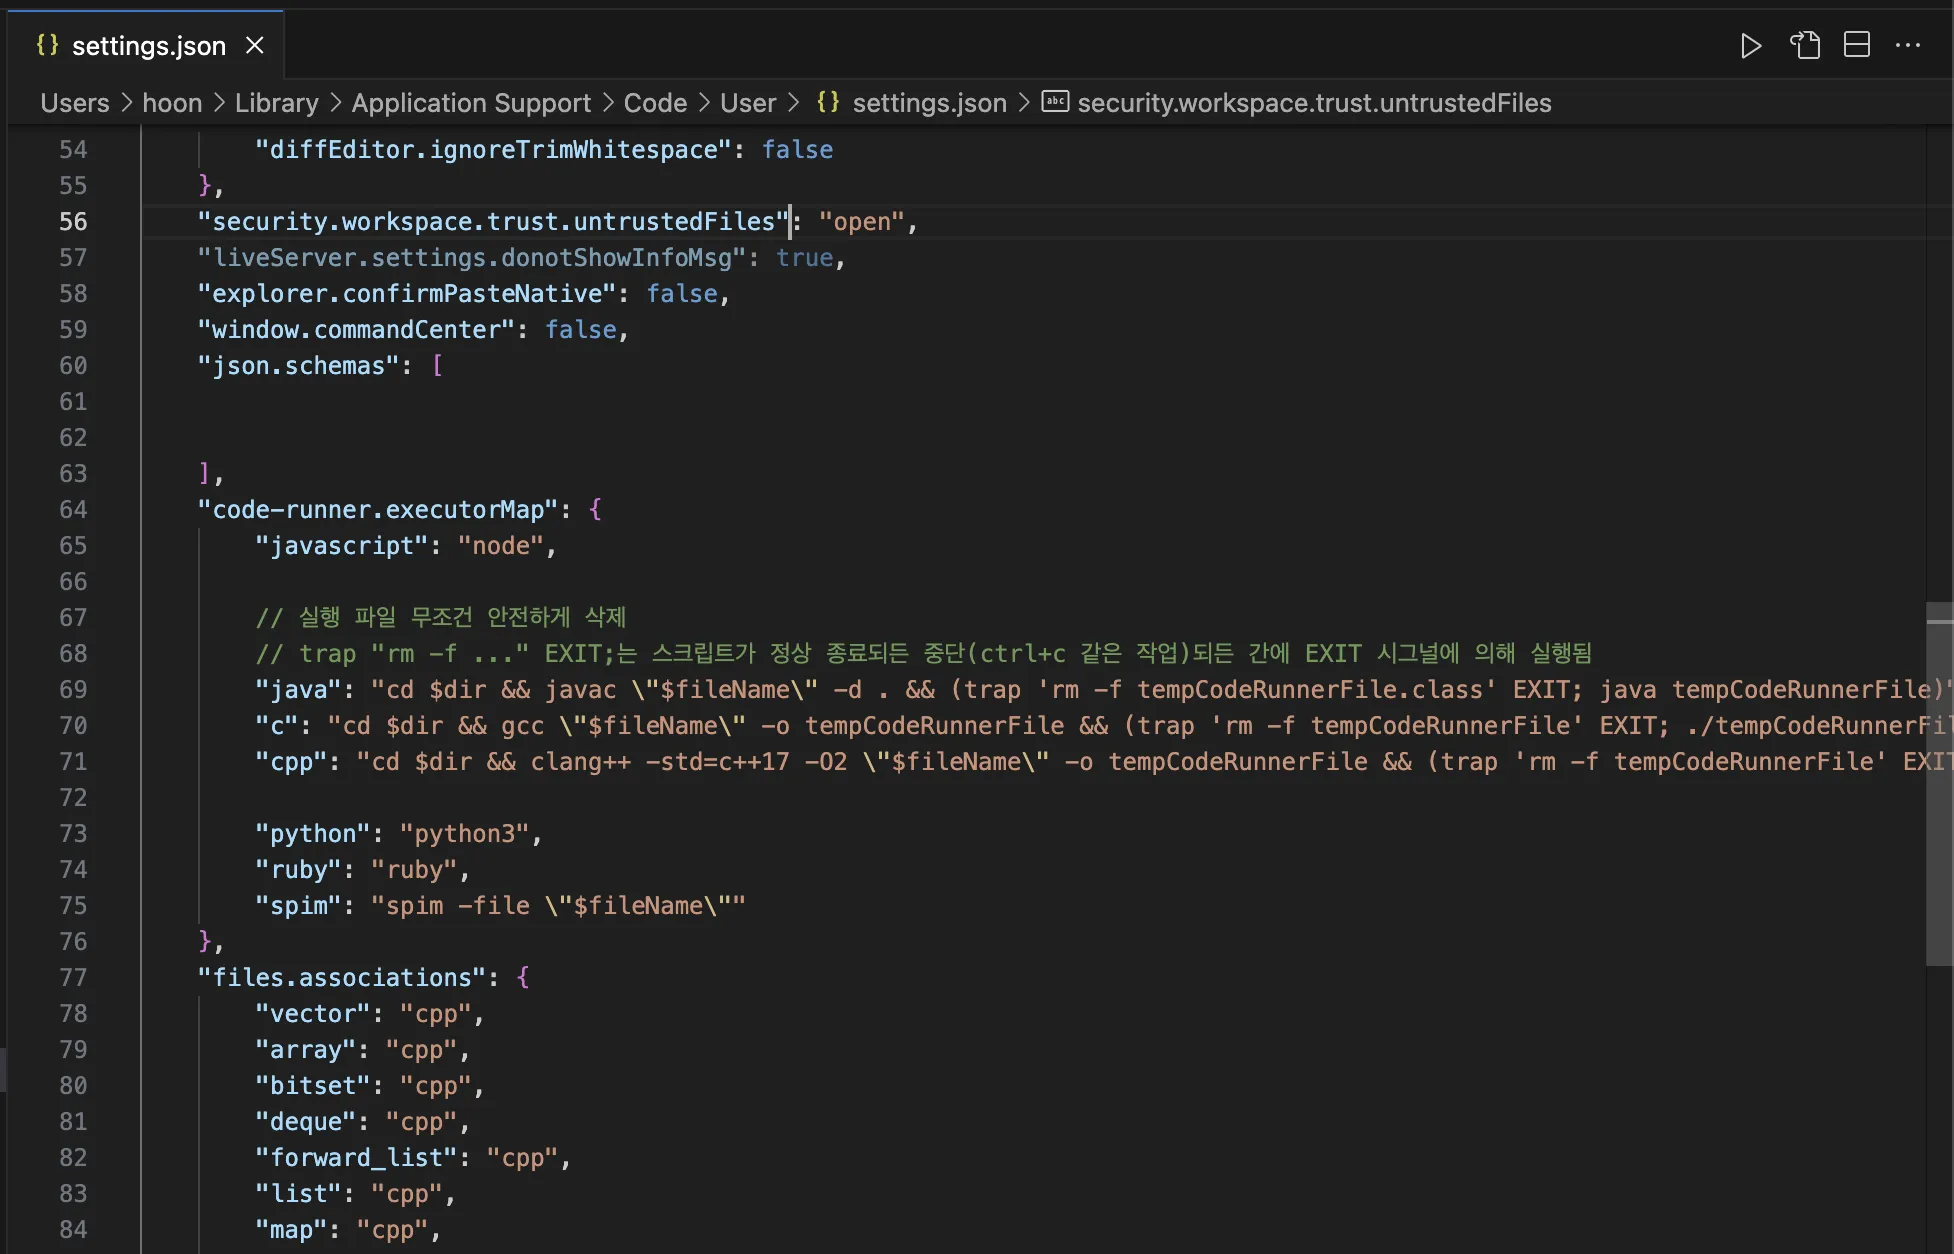 settings.json
Users > hoon > Library > Application Support > Code > User > {} settings.json > abc security.workspace.trust.untrustedFiles
54 "diffEditor.ignoreTrimWhitespace": false
55 },
56 "security.workspace.trust.untrustedFiles": "open",
57 "liveServer.settings.donotShowInfoMsg": true,
58 "explorer.confirmPasteNative": false,
59 "window.commandCenter": false,
60 "json.schemas": [
61
62
63 ],
64 "code-runner.executorMap": {
65 "javascript": "node",
66
67 // 실행 파일 무조건 안전하게 삭제
68 // trap "rm -f ..." EXIT;는 스크립트가 정상 종료되든 중단(ctrl+c 같은 작업)되든 간에 EXIT 시그널에 의해 실행됨
69 "java": "cd $dir && javac \"$fileName\" -d . && (trap 'rm -f tempCodeRunnerFile.class' EXIT; java tempCodeRunnerFile)"
70 "c": "cd $dir && gcc \"$fileName\" -o tempCodeRunnerFile && (trap 'rm -f tempCodeRunnerFile' EXIT; ./tempCodeRunnerFil
71 "cpp": "cd $dir && clang++ -std=c++17 -O2 \"$fileName\" -o tempCodeRunnerFile && (trap 'rm -f tempCodeRunnerFile' EXIT
72
73 "python": "python3",
74 "ruby": "ruby",
75 "spim": "spim -file \"$fileName\""
76 },
77 "files.associations": {
78 "vector": "cpp",
79 "array": "cpp",
80 "bitset": "cpp",
81 "deque": "cpp",
82 "forward_list": "cpp",
83 "list": "cpp",
84 "map": "cpp",